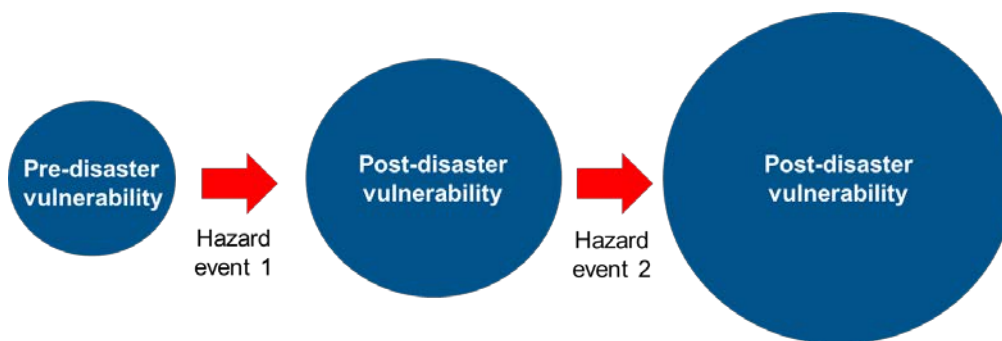 Pre-disaster
vulnerability
Hazard
event 1
Post-disaster
vulnerability
Hazard
event 2
Post-disaster
vulnerability